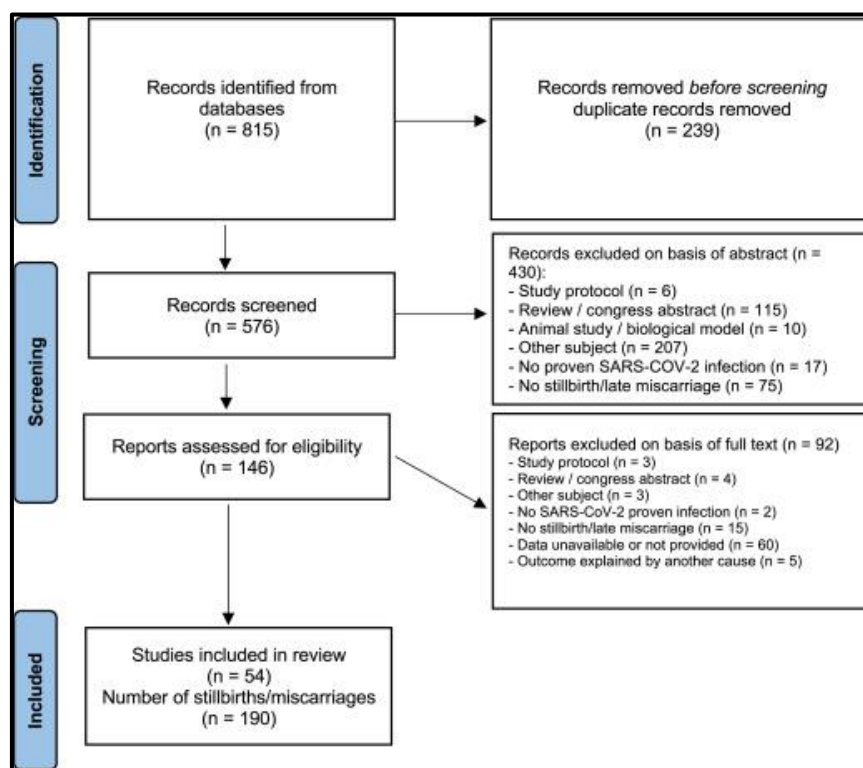 Identification
Records identified from
databases
(n = 815)
Records removed before screening
duplicate records removed
(n = 239)
Screening
Records screened
(n = 576)
Records excluded on basis of abstract (n =
430):
- Study protocol (n = 6)
- Review / congress abstract (n = 115)
- Animal study / biological model (n = 10)
- Other subject (n = 207)
- No proven SARS-COV-2 infection (n = 17)
- No stillbirth/late miscarriage (n = 75)
Reports assessed for eligibility
(n = 146)
Reports excluded on basis of full text (n = 92)
- Study protocol (n = 3)
- Review / congress abstract (n = 4)
- Other subject (n = 3)
- No SARS-CoV-2 proven infection (n = 2)
- No stillbirth/late miscarriage (n = 15)
- Data unavailable or not provided (n = 60)
- Outcome explained by another cause (n = 5)
Included
Studies included in review
(n = 54)
Number of stillbirths/miscarriages
(n = 190)